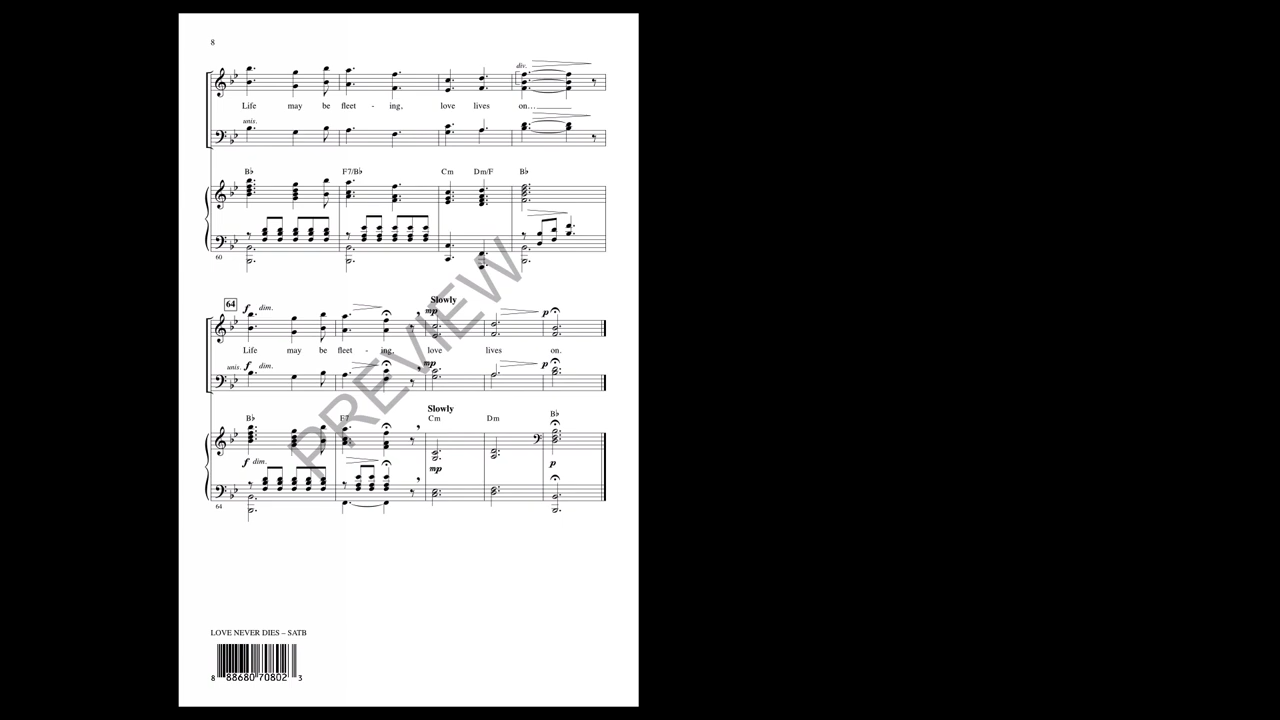 8
div.
Life may be fleet - ing, love lives on.
unis.
B♭ F7/B♭ Cm Dm/F B♭
60
64 f dim. Slowly mp p
Life may be fleet - ing, love lives on.
unis. f dim. mp p
Slowly
B♭ F7 Cm Dm B♭
f dim. mp p
64
PREVIEW
LOVE NEVER DIES – SATB
8 88680 70802 3